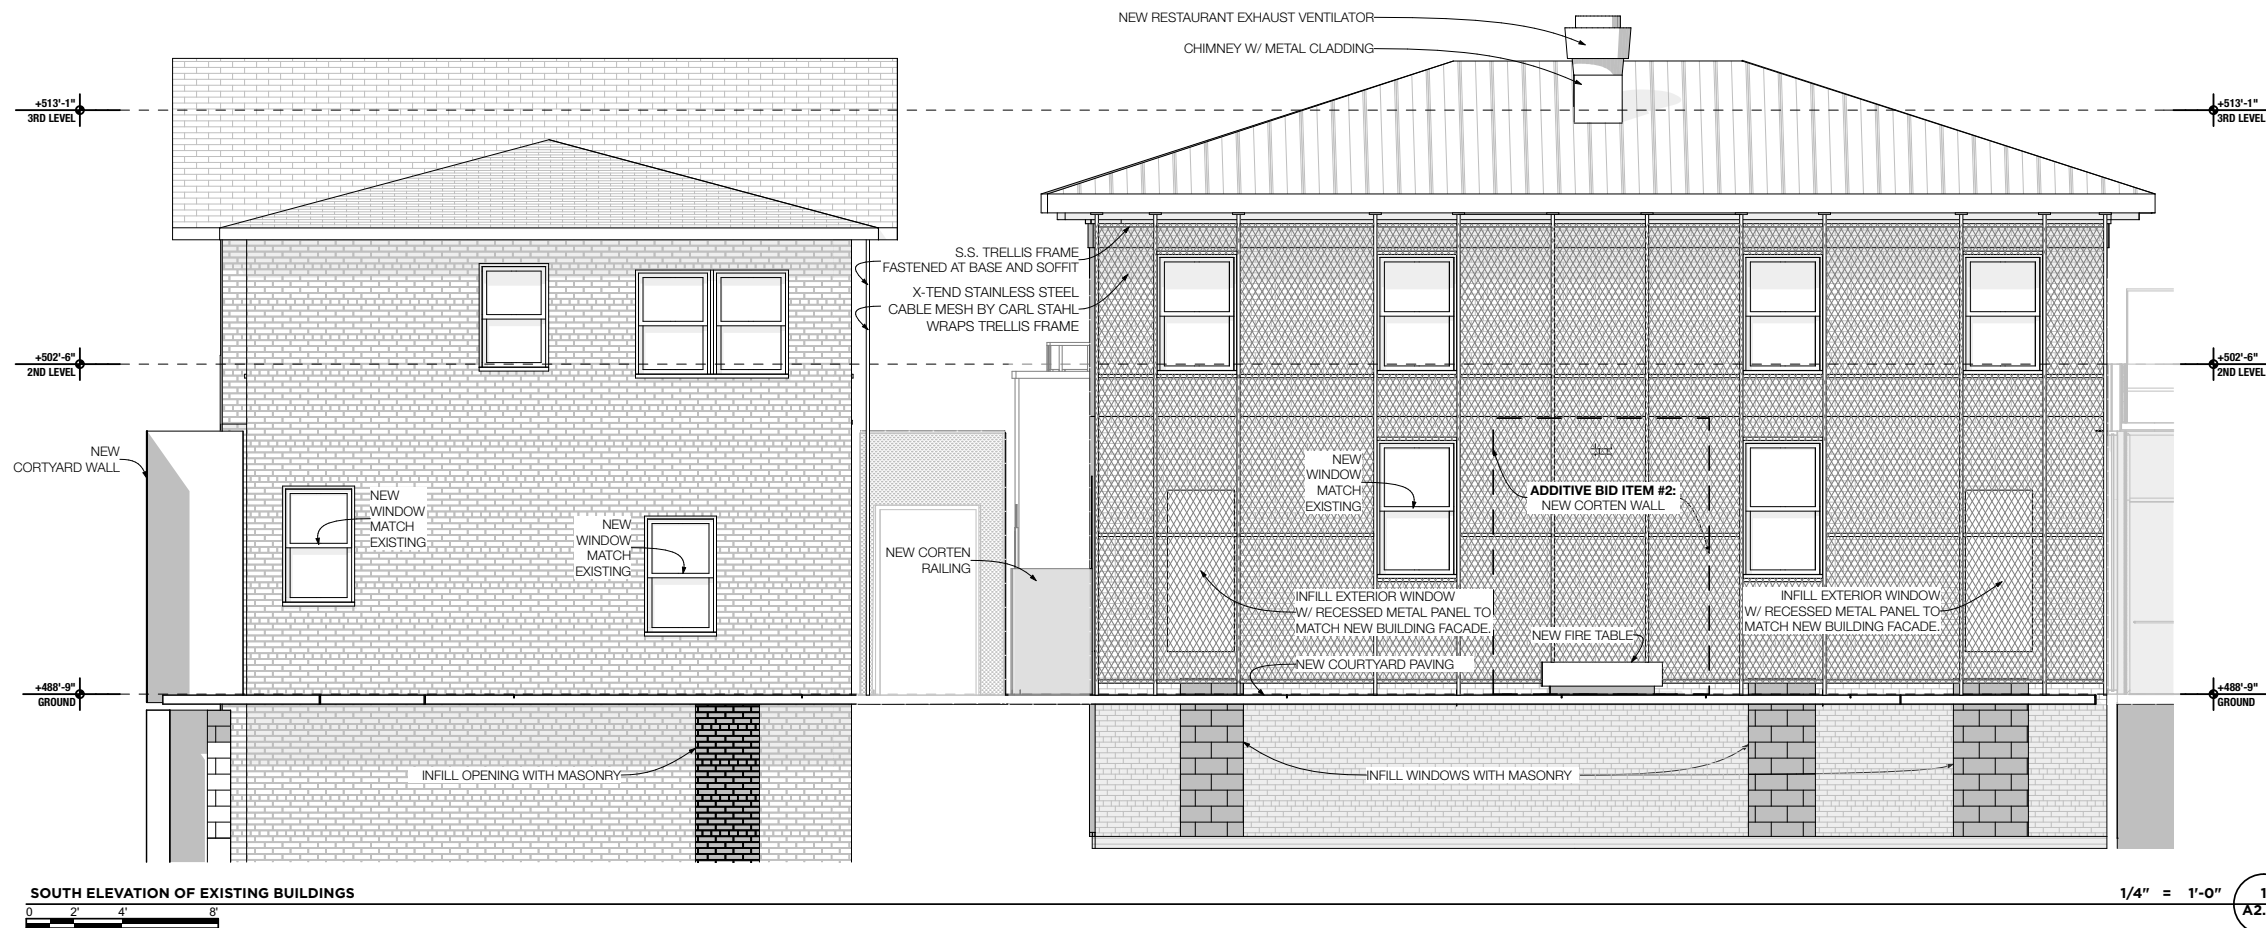 NEW RESTAURANT EXHAUST VENTILATOR
CHIMNEY W/ METAL CLADDING
+513'-1"
3RD LEVEL
+513'-1"
3RD LEVEL
S.S. TRELLIS FRAME
FASTENED AT BASE AND SOFFIT
X-TEND STAINLESS STEEL
CABLE MESH BY CARL STAHL
WRAPS TRELLIS FRAME
+502'-6"
2ND LEVEL
+502'-6"
2ND LEVEL
NEW
CORTYARD WALL
NEW
WINDOW
MATCH
EXISTING
NEW
WINDOW
MATCH
EXISTING
NEW CORTEN
RAILING
NEW
WINDOW
MATCH
EXISTING
ADDITIVE BID ITEM #2:
NEW CORTEN WALL
INFILL EXTERIOR WINDOW
W/ RECESSED METAL PANEL TO
MATCH NEW BUILDING FACADE.
INFILL EXTERIOR WINDOW
W/ RECESSED METAL PANEL TO
MATCH NEW BUILDING FACADE.
NEW FIRE TABLE
NEW COURTYARD PAVING
+488'-9"
GROUND
+488'-9"
GROUND
INFILL OPENING WITH MASONRY
INFILL WINDOWS WITH MASONRY
SOUTH ELEVATION OF EXISTING BUILDINGS
0 2' 4' 8'
1/4" = 1'-0"
1
A2.